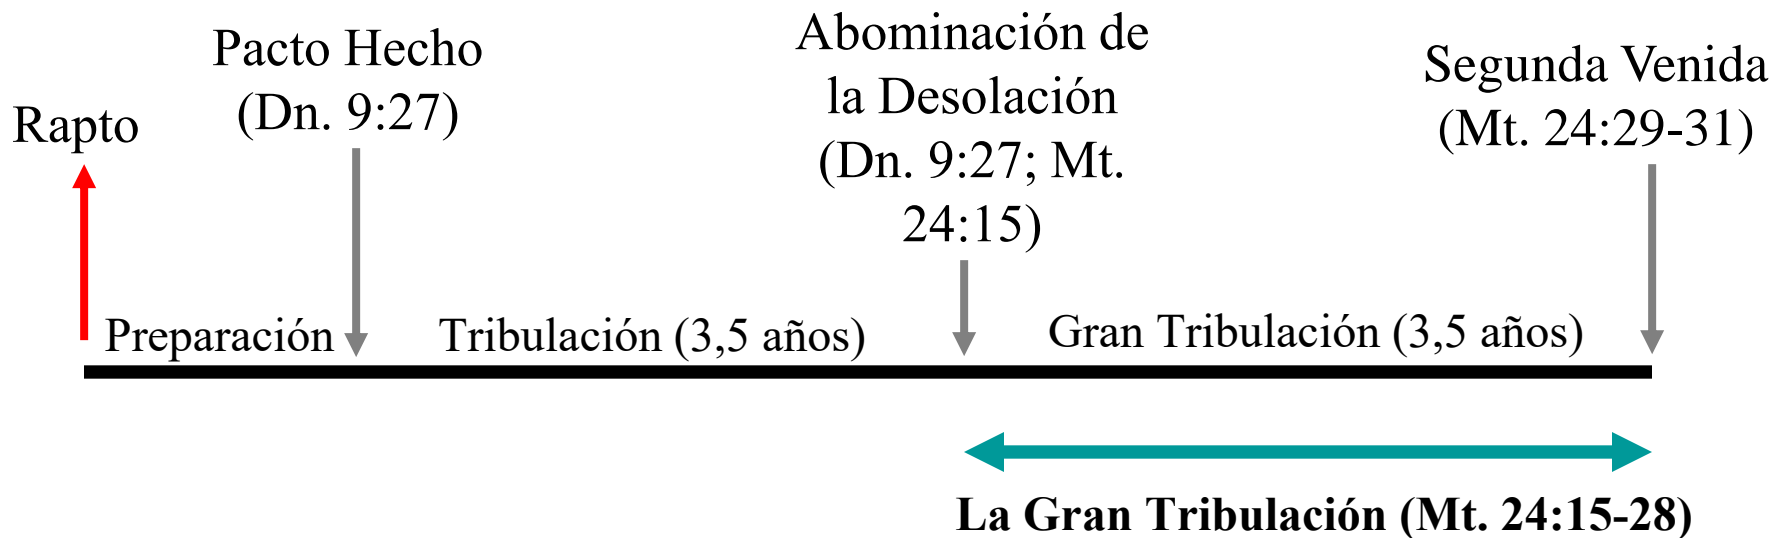 Rapto
Pacto Hecho
(Dn. 9:27)
Abominación de
la Desolación
(Dn. 9:27; Mt.
24:15)
Segunda Venida
(Mt. 24:29-31)
Preparación
Tribulación (3,5 años)
Gran Tribulación (3,5 años)
La Gran Tribulación (Mt. 24:15-28)